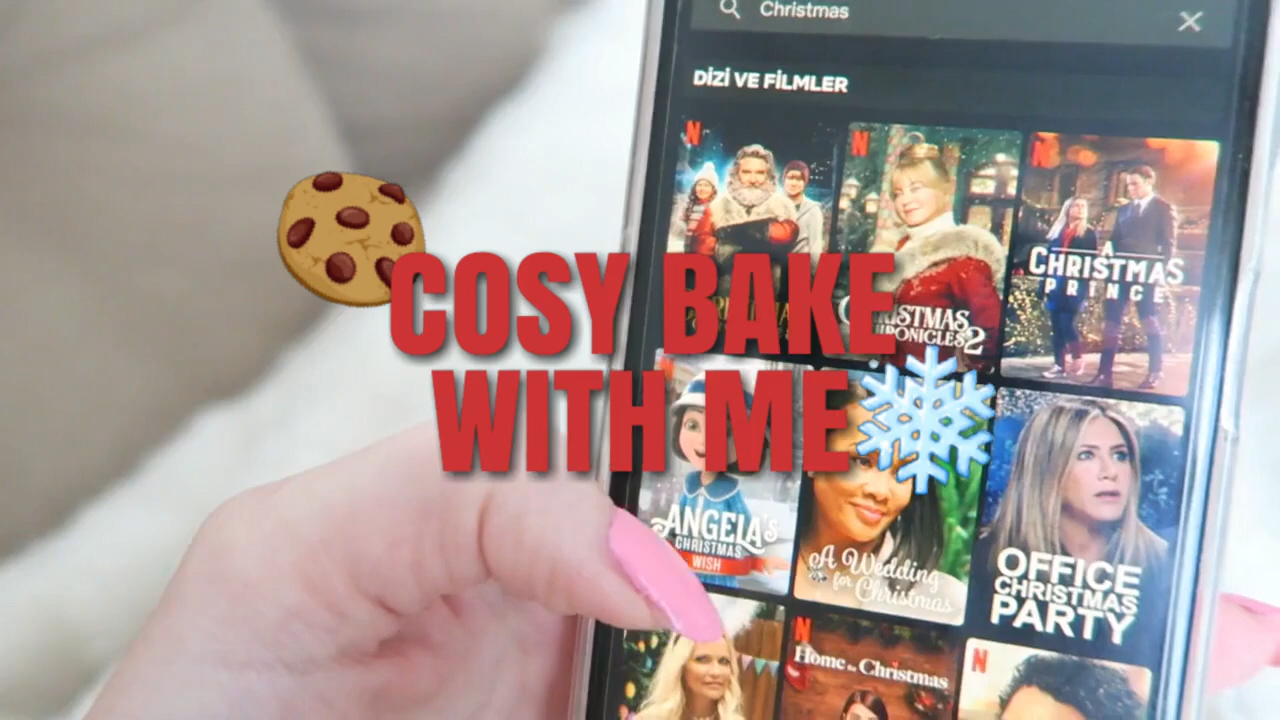 Christmas
DİZİ VE FİLMLER
N
N
N
A
CHRISTMAS
PRINCE
CHRISTMAS
CHRONICLES 2
COSY BAKE
WITH ME
ANGELA'S
CHRISTMAS
WISH
A Wedding
for Christmas
OFFICE
CHRISTMAS
PARTY
N
Home for Christmas
N